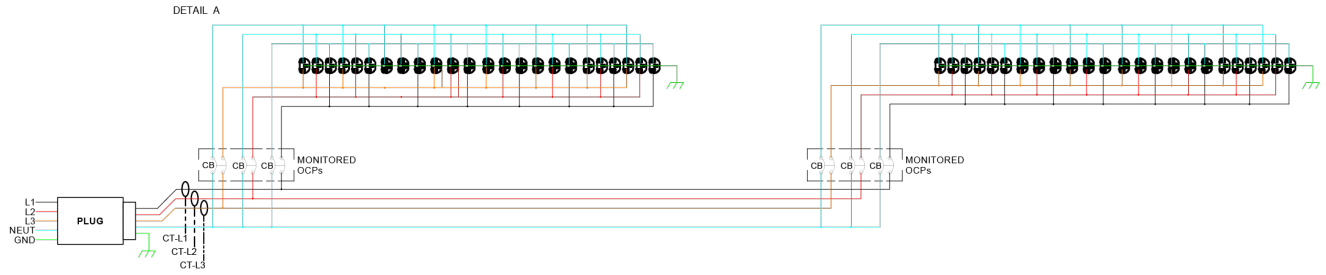 DETAIL A
CB CB CB
MONITORED
OCPs
CB CB CB
MONITORED
OCPs
L1
L2
L3
NEUT
GND
PLUG
CT-L1
CT-L2
CT-L3